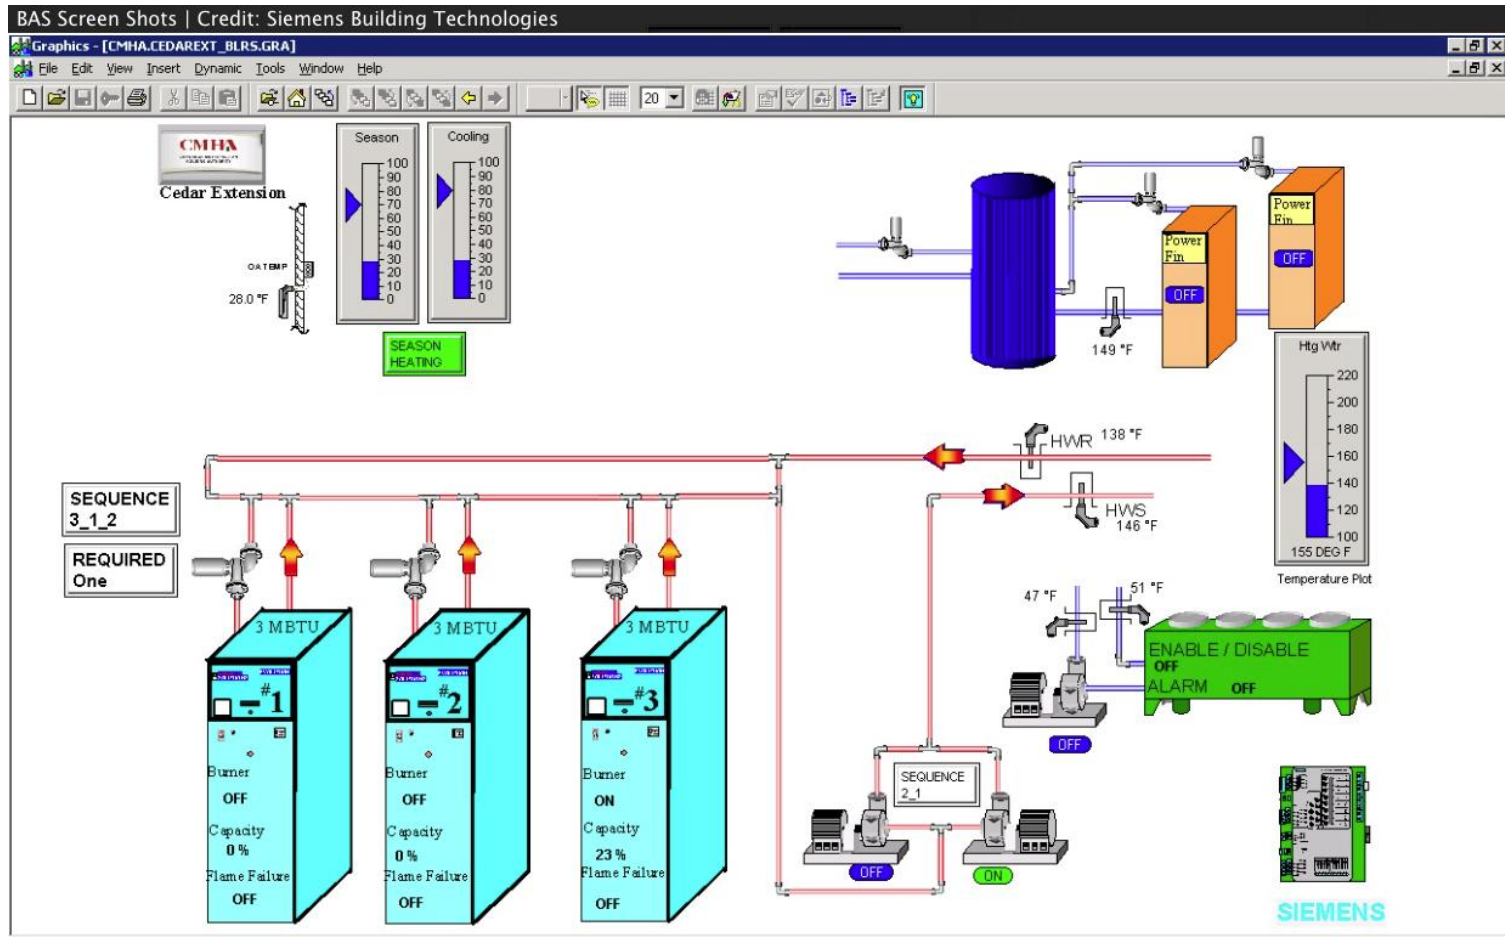 BAS Screen Shots | Credit: Siemens Building Technologies
Graphics - [CMHA.CEDAREXT_BLRS.GRA]
File Edit View Insert Dynamic Tools Window Help
20
CMHA
Cedar Extension
OA TEMP
28.0 °F
Season
100
90
80
70
60
50
40
30
20
10
0
Cooling
100
90
80
70
60
50
40
30
20
10
0
SEASON
HEATING
Power
Fin
OFF
Power
Fin
OFF
149 °F
Htg Wtr
220
200
180
160
140
120
100
155 DEG F
Temperature Plot
HWR 138 °F
HWS
146 °F
SEQUENCE
3_1_2
REQUIRED
One
3 MBTU
#1
Burner
OFF
Capacity
0 %
Flame Failure
OFF
3 MBTU
#2
Burner
OFF
Capacity
0 %
Flame Failure
OFF
3 MBTU
#3
Burner
ON
Capacity
23 %
Flame Failure
OFF
47 °F
51 °F
ENABLE / DISABLE
OFF
ALARM OFF
OFF
SEQUENCE
2_1
OFF
ON
SIEMENS